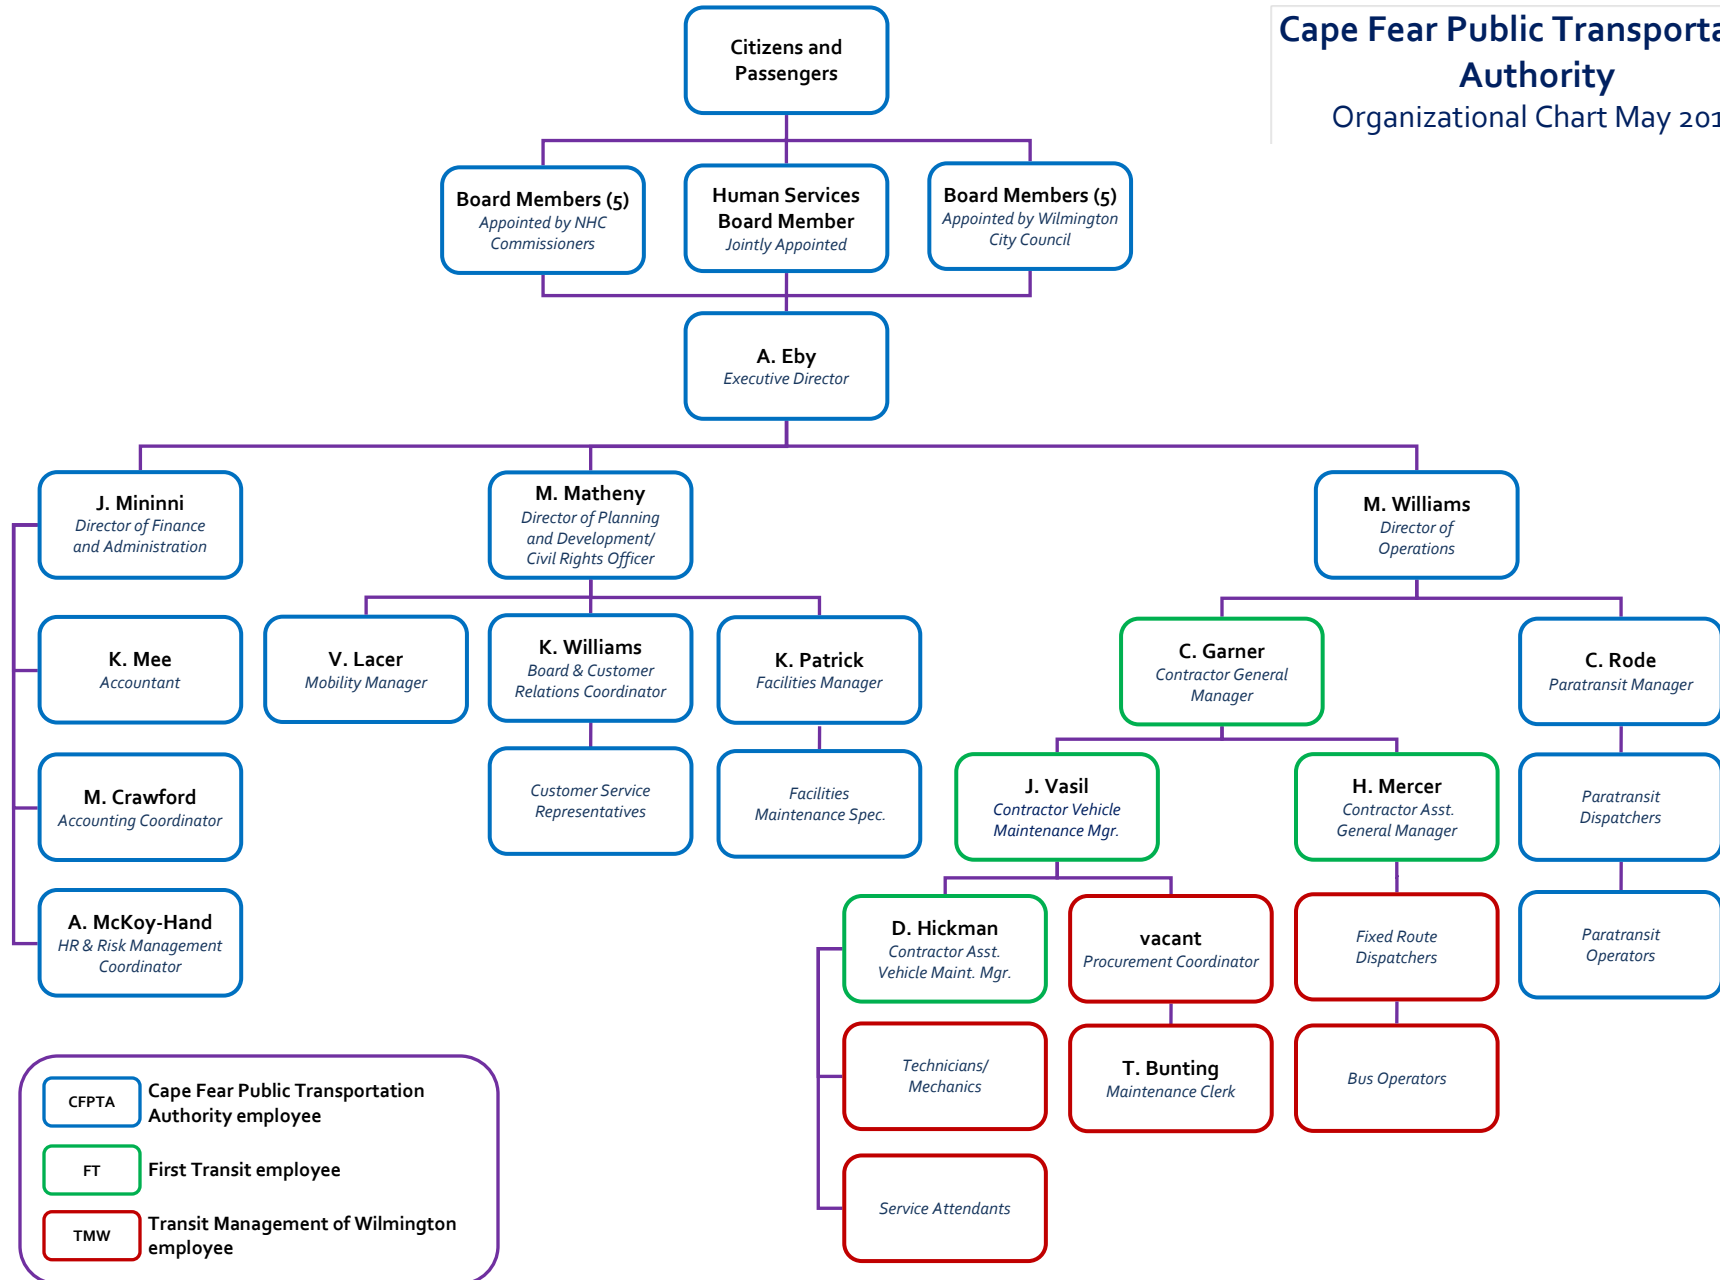 Cape Fear Public Transporta
Authority
Organizational Chart May 201
Citizens and
Passengers
Board Members (5)
Appointed by NHC
Commissioners
Human Services
Board Member
Jointly Appointed
Board Members (5)
Appointed by Wilmington
City Council
A. Eby
Executive Director
J. Mininni
Director of Finance
and Administration
M. Matheny
Director of Planning
and Development/
Civil Rights Officer
M. Williams
Director of
Operations
K. Mee
Accountant
V. Lacer
Mobility Manager
K. Williams
Board & Customer
Relations Coordinator
K. Patrick
Facilities Manager
C. Garner
Contractor General
Manager
C. Rode
Paratransit Manager
M. Crawford
Accounting Coordinator
Customer Service
Representatives
Facilities
Maintenance Spec.
J. Vasil
Contractor Vehicle
Maintenance Mgr.
H. Mercer
Contractor Asst.
General Manager
Paratransit
Dispatchers
A. McKoy-Hand
HR & Risk Management
Coordinator
D. Hickman
Contractor Asst.
Vehicle Maint. Mgr.
vacant
Procurement Coordinator
Fixed Route
Dispatchers
Paratransit
Operators
Technicians/
Mechanics
T. Bunting
Maintenance Clerk
Bus Operators
Service Attendants
CFPTA
Cape Fear Public Transportation
Authority employee
FT
First Transit employee
TMW
Transit Management of Wilmington
employee